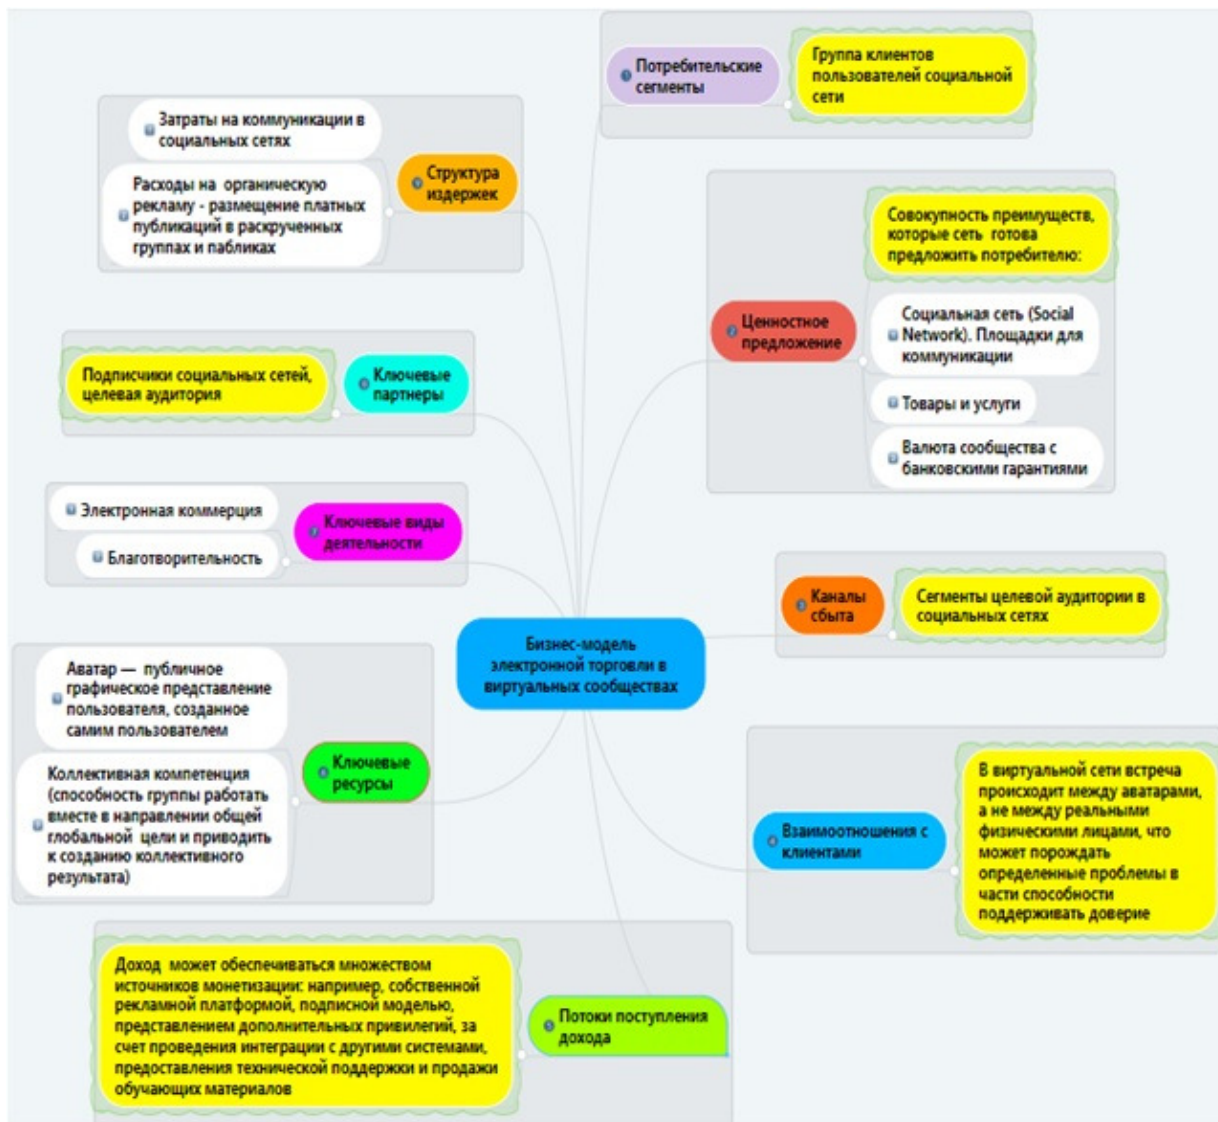 Потребительские
сегменты
Группа клиентов
пользователей социальной
сети
Затраты на коммуникации в
социальных сетях
Расходы на органическую
рекламу - размещение платных
публикаций в раскрученных
группах и пабликах
Структура
издержек
Совокупность преимуществ,
которые сеть готова
предложить потребителю:
Ценностное
предложение
Социальная сеть (Social
Network). Площадки для
коммуникации
Товары и услуги
Валюта сообщества с
банковскими гарантиями
Подписчики социальных сетей,
целевая аудитория
Ключевые
партнеры
Электронная коммерция
Благотворительность
Ключевые виды
деятельности
Каналы
сбыта
Сегменты целевой аудитории в
социальных сетях
Бизнес-модель
электронной торговли в
виртуальных сообществах
Аватар — публичное
графическое представление
пользователя, созданное
самим пользователем
Коллективная компетенция
(способность группы работать
вместе в направлении общей
глобальной цели и приводить
к созданию коллективного
результата)
Ключевые
ресурсы
Взаимоотношения с
клиентами
В виртуальной сети встреча
происходит между аватарами,
а не между реальными
физическими лицами, что
может порождать
определенные проблемы в
части способности
поддерживать доверие
Доход может обеспечиваться множеством
источников монетизации: например, собственной
рекламной платформой, подписной моделью,
представлением дополнительных привилегий, за
счет проведения интеграции с другими системами,
предоставления технической поддержки и продажи
обучающих материалов
Потоки поступления
дохода